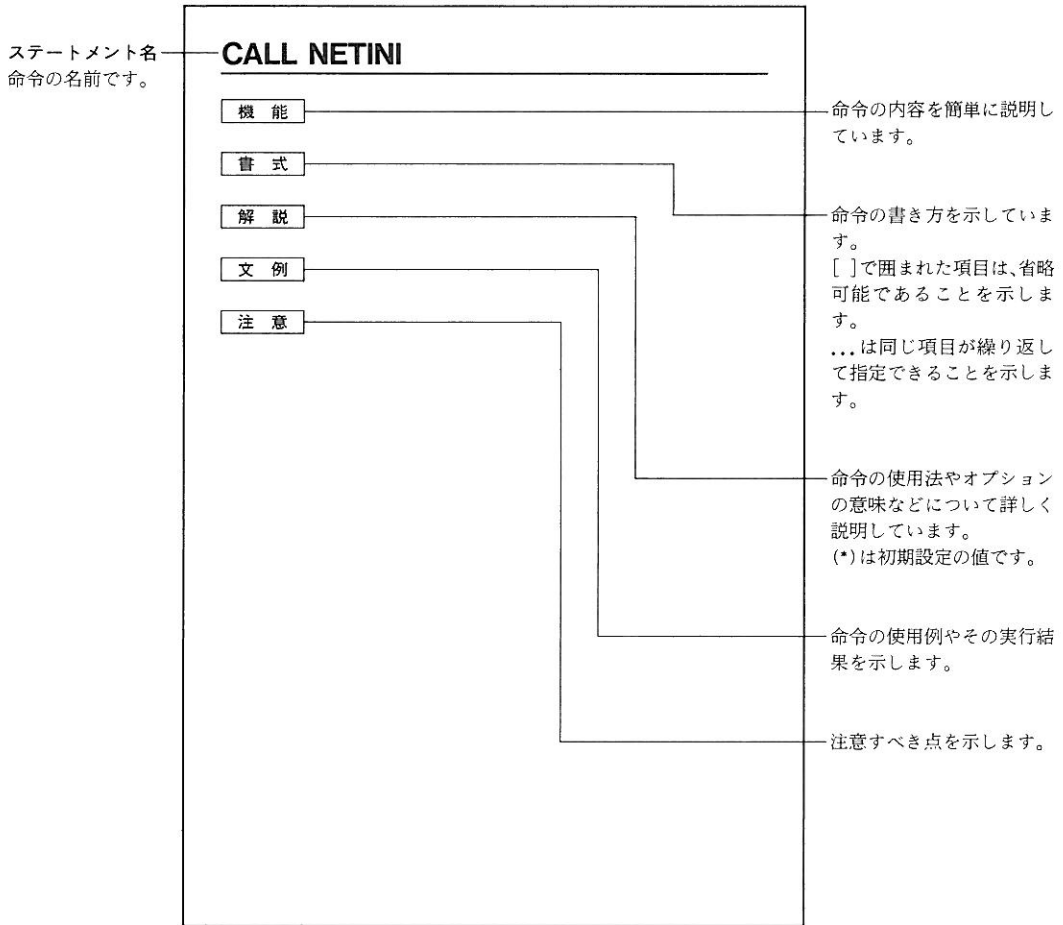 ステートメント名
命令の名前です。
CALL NETINI
機 能
命令の内容を簡単に説明し
ています。
書 式
命令の書き方を示していま
す。
[ ]で囲まれた項目は、省略
可能であることを示しま
す。
...は同じ項目が繰り返し
て指定できることを示しま
す。
解 説
命令の使用法やオプション
の意味などについて詳しく
説明しています。
(*)は初期設定の値です。
文 例
命令の使用例やその実行結
果を示します。
注 意
注意すべき点を示します。